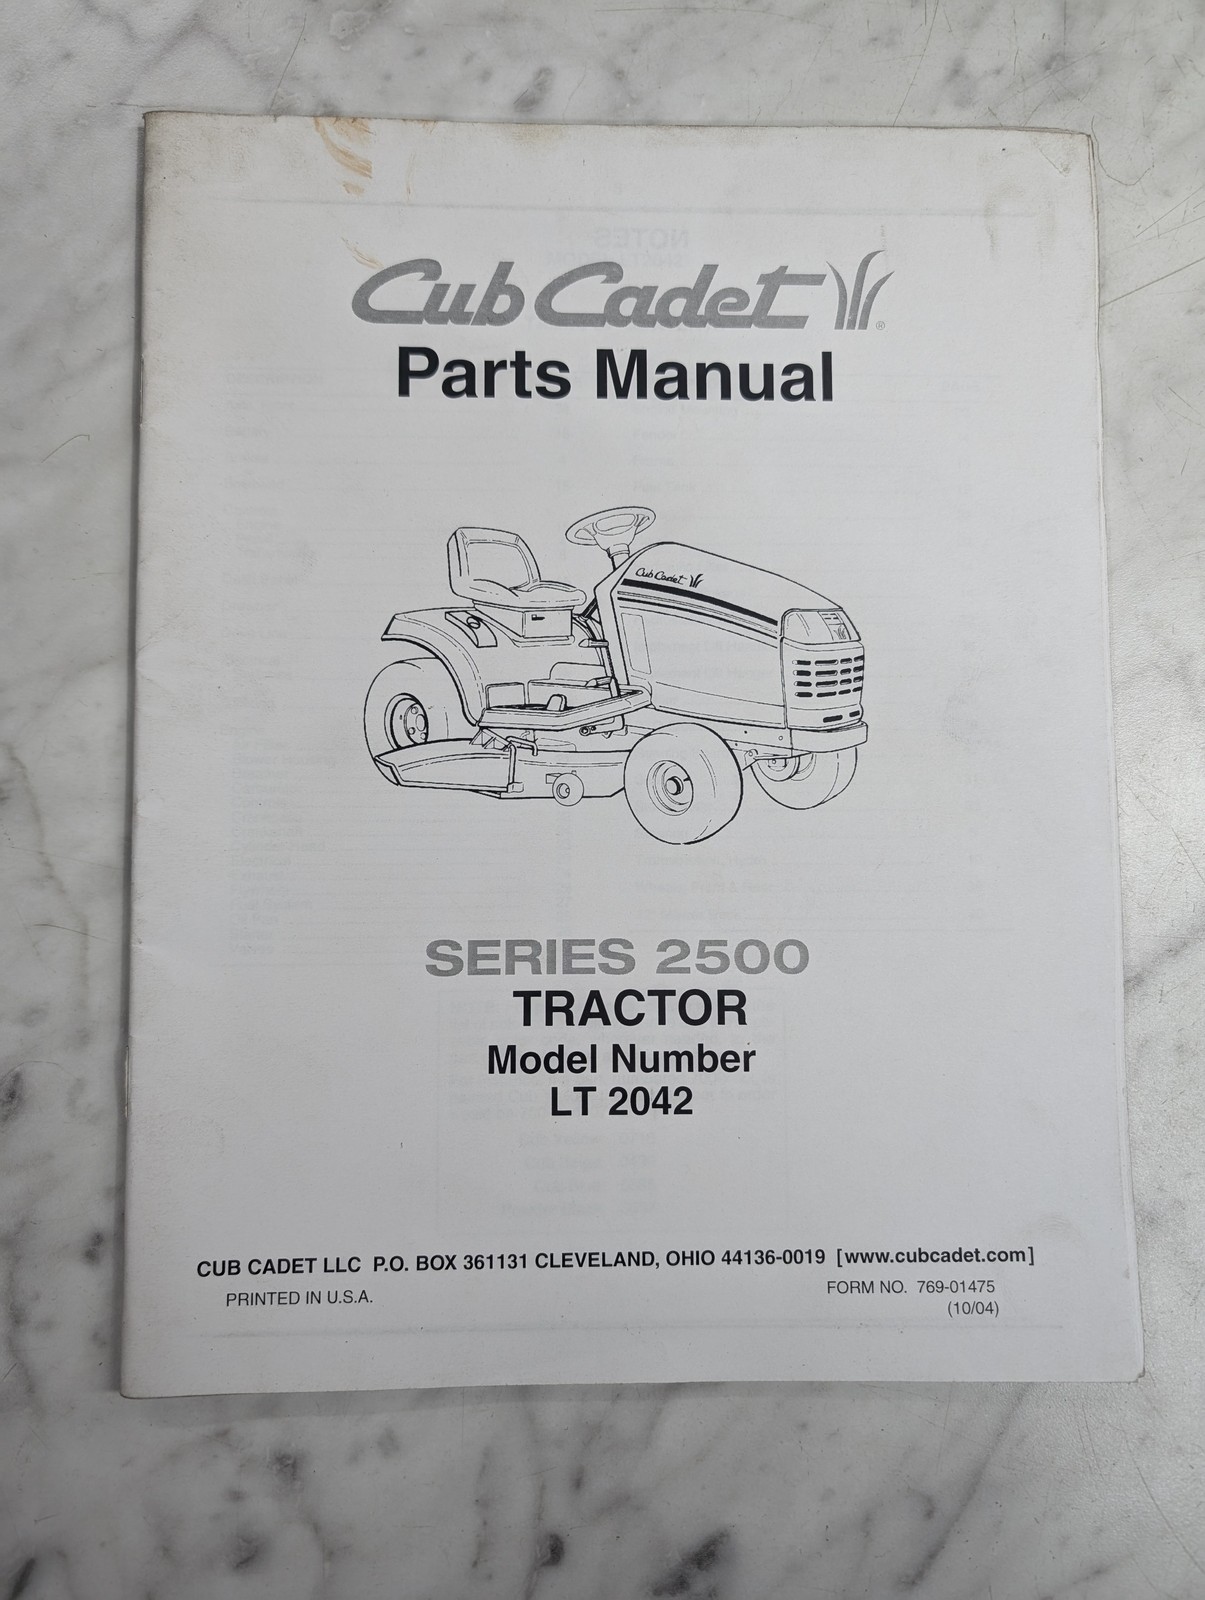 Cub Cadet ®
Parts Manual
Cub Cadet
SERIES 2500
TRACTOR
Model Number
LT 2042
CUB CADET LLC P.O. BOX 361131 CLEVELAND, OHIO 44136-0019 [www.cubcadet.com]
PRINTED IN U.S.A.
FORM NO. 769-01475
(10/04)